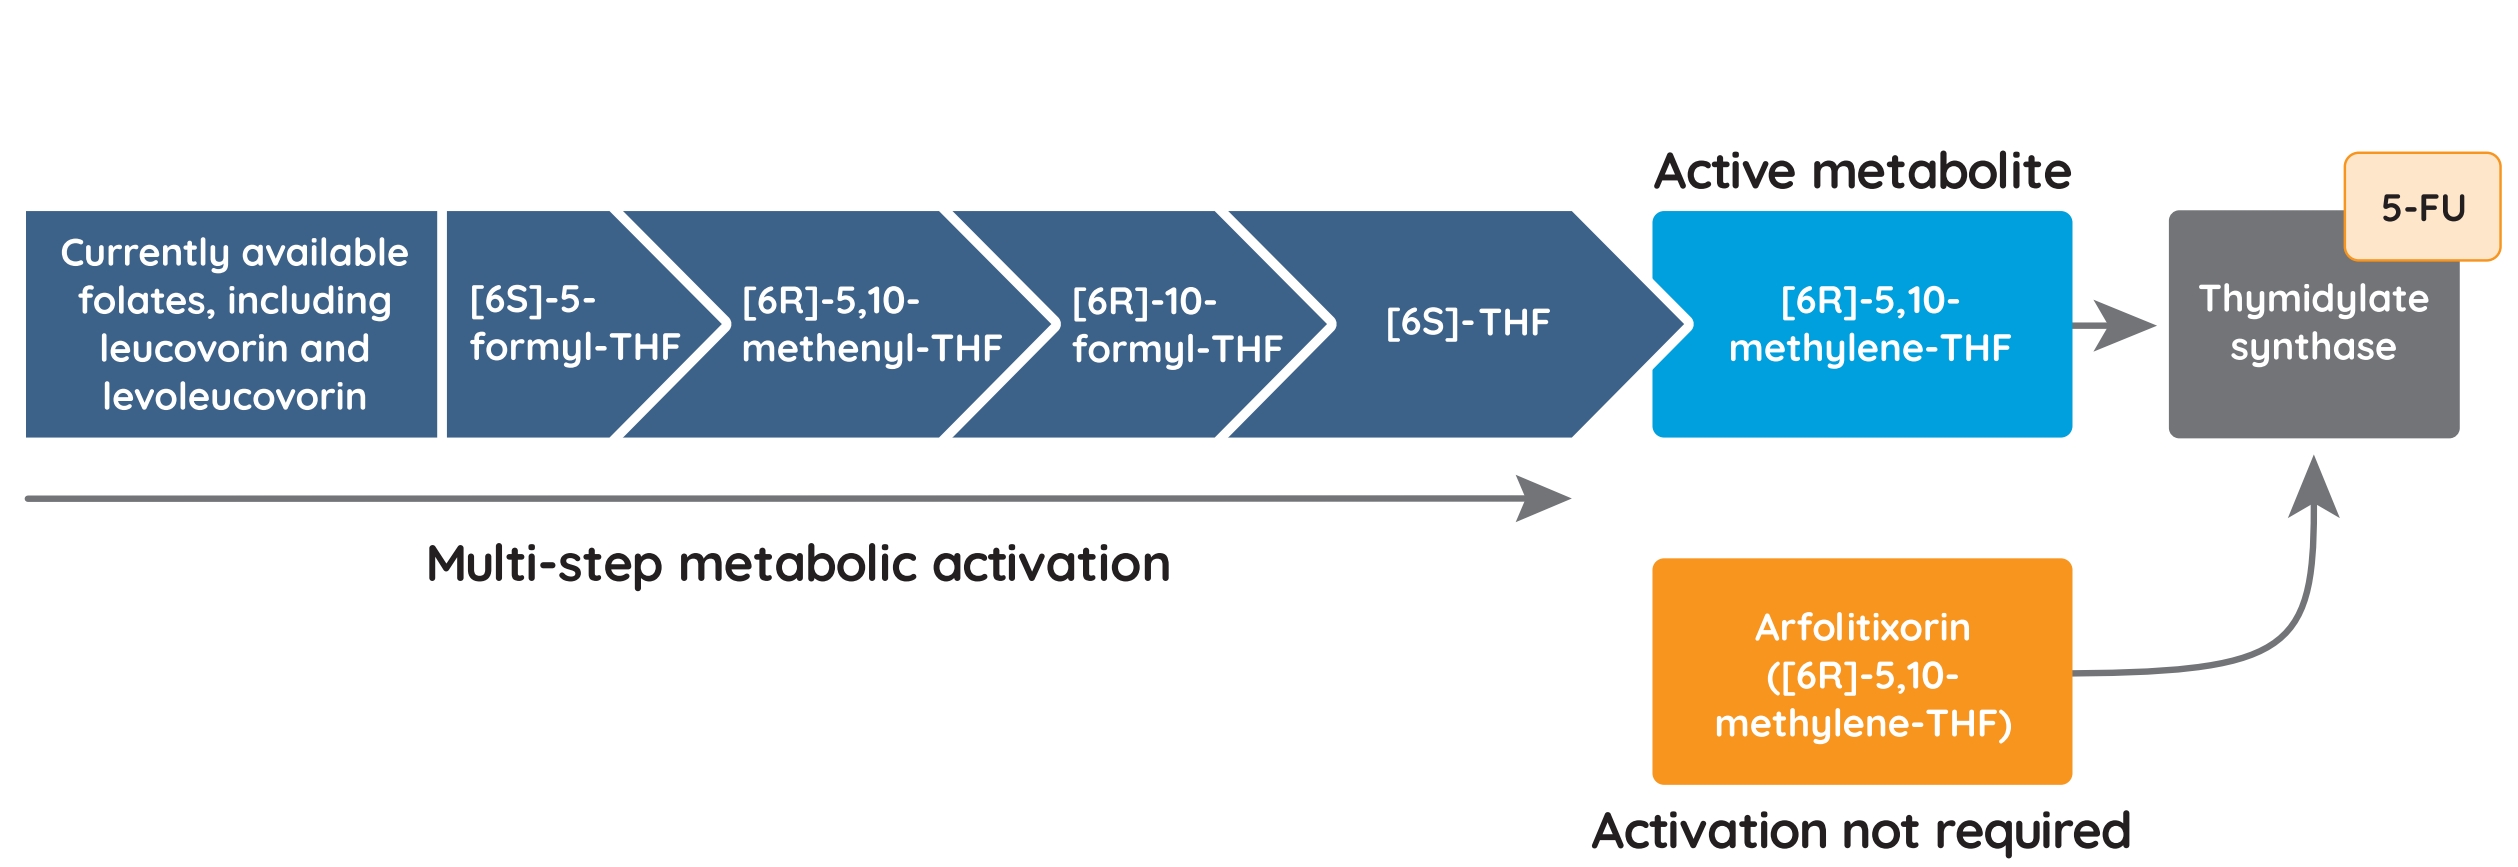 Active metabolite
5-FU
Currently available
folates, including
leucovorin and
levoleucovorin
[6S]-5-
formyl-THF
[6R]-5,10-
methenyl-THF
[6R]-10-
formyl-THF
[6S]-THF
[6R]-5,10-
methylene-THF
Thymidylate
synthase
Multi-step metabolic activation
Arfolitixorin
([6R]-5,10-
methylene-THF)
Activation not required